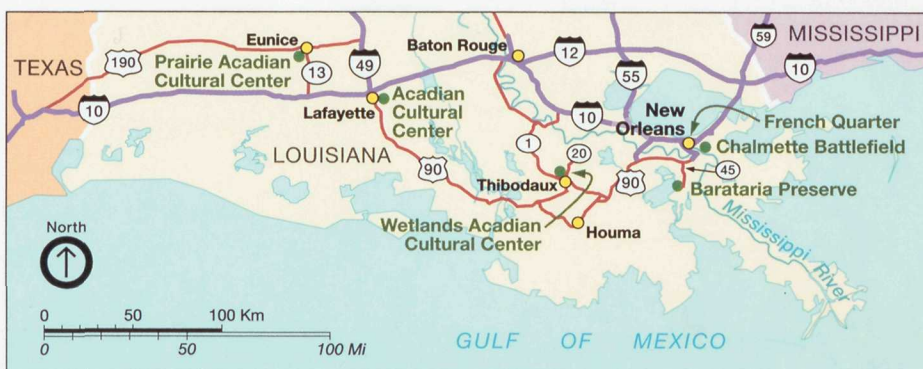 TEXAS
190
Eunice
Prairie Acadian
Cultural Center
13
49
10
Lafayette
Acadian
Cultural
Center
LOUISIANA
90
Baton Rouge
12
55
59
MISSISSIPPI
10
10
New
Orleans
French Quarter
Chalmette Battlefield
1
20
45
Thibodaux
90
Barataria Preserve
Wetlands Acadian
Cultural Center
Houma
Mississippi River
North
0 50 100 Km
0 50 100 Mi
GULF OF MEXICO